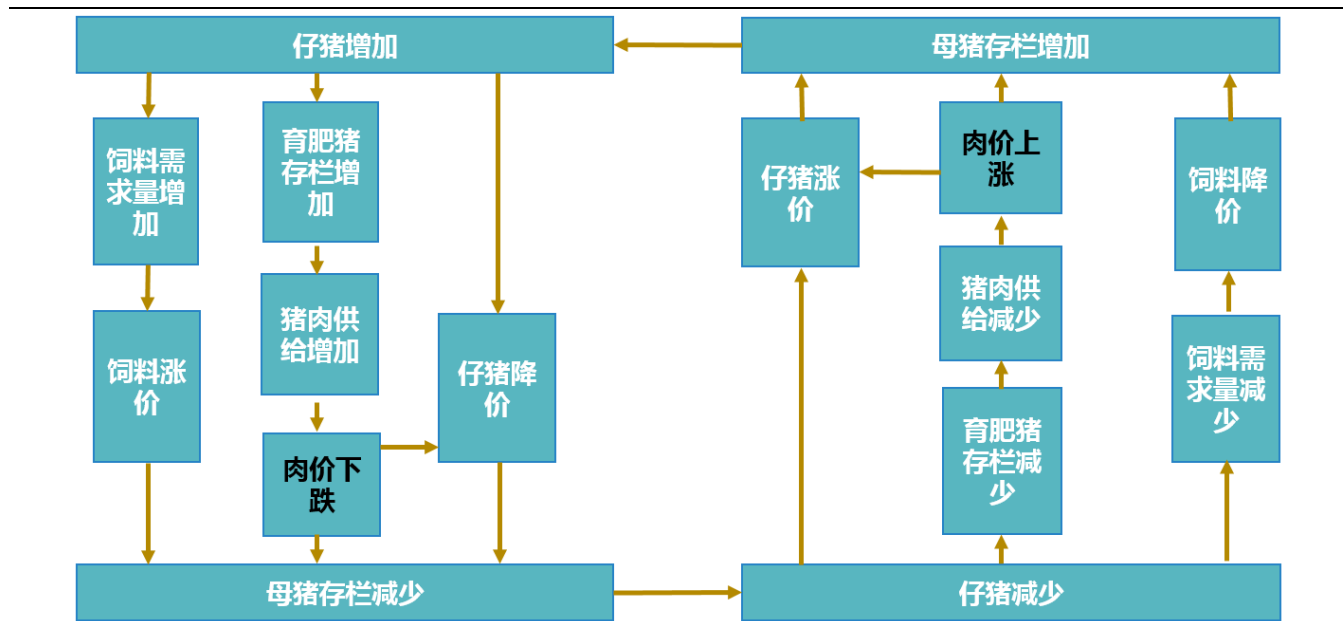 仔猪增加
母猪存栏增加
饲料需
求量增
加
育肥猪
存栏增
加
仔猪涨
价
肉价上
涨
饲料降
价
饲料涨
价
猪肉供
给增加
仔猪降
价
猪肉供
给减少
饲料需
求量减
少
肉价下
跌
育肥猪
存栏减
少
母猪存栏减少
仔猪减少